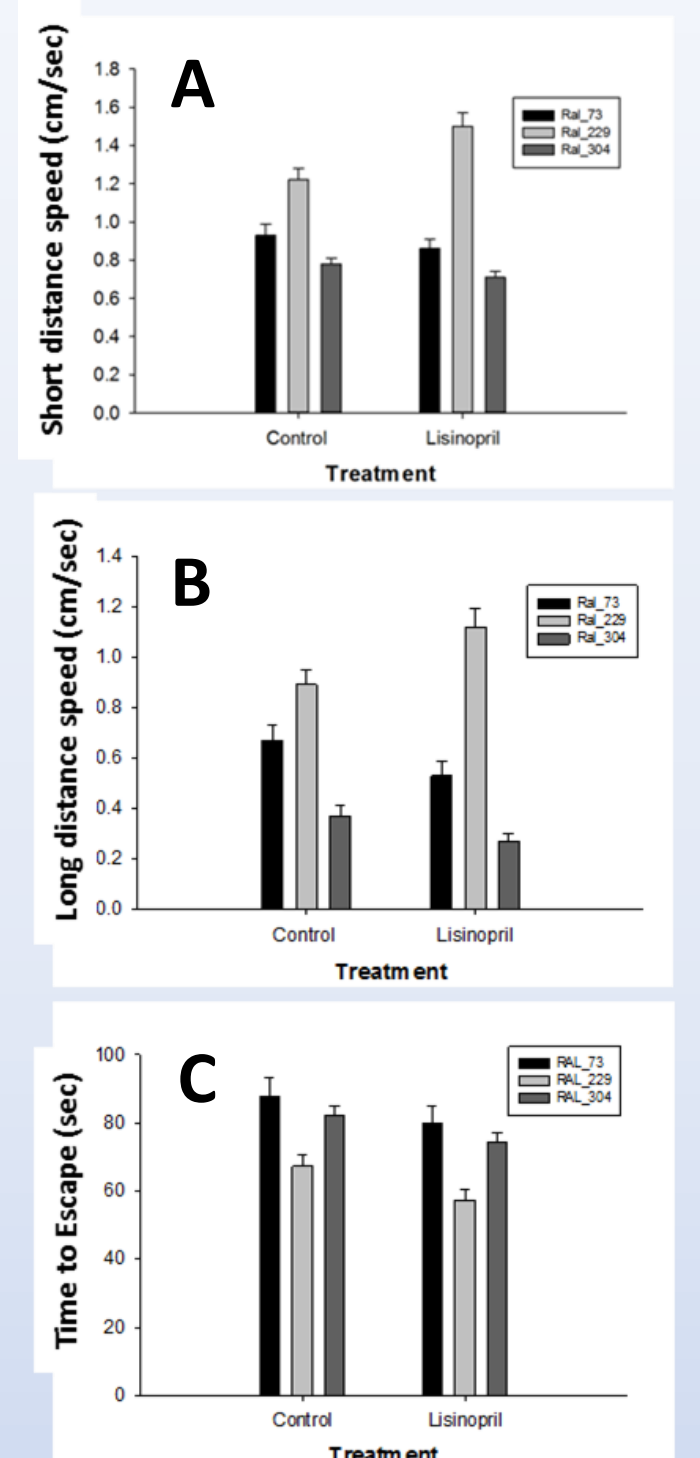 Short distance speed (cm/sec)
A
1.8
1.6
1.4
1.2
1.0
0.8
0.6
0.4
0.2
0.0
Ral_73
Ral_229
Ral_304
Control
Lisinopril
Treatment
Long distance speed (cm/sec)
B
1.4
1.2
1.0
0.8
0.6
0.4
0.2
0.0
Ral_73
Ral_229
Ral_304
Control
Lisinopril
Treatment
Time to Escape (sec)
C
100
80
60
40
20
0
RAL_73
RAL_229
RAL_304
Control
Lisinopril
Treatment